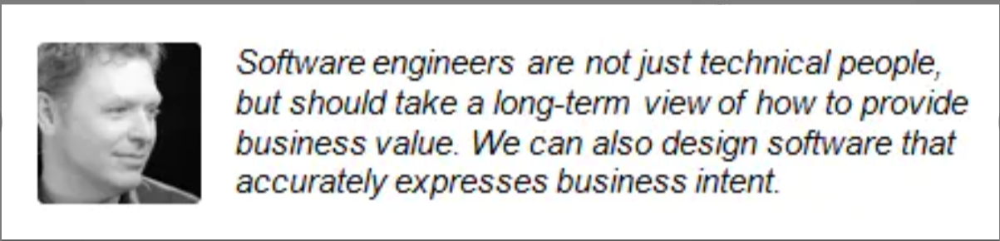 Software engineers are not just technical people,
but should take a long-term view of how to provide
business value. We can also design software that
accurately expresses business intent.